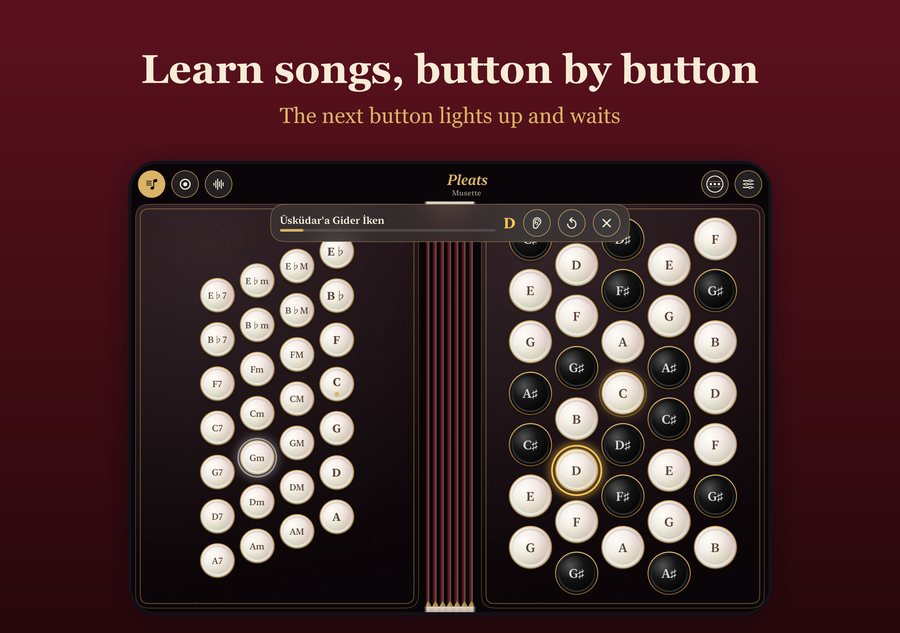 Learn songs, button by button
The next button lights up and waits
Pleats
Musette
Üsküdar'a Gider İken D
E♭7 E♭m E♭M E♭
B♭7 B♭m B♭M B♭
F7 Fm FM F
C7 Cm CM C
G7 Gm GM G
D7 Dm DM D
A7 Am AM A
D♯ F
D E
E F♯ G♯
F G
G A B
G♯ A♯
A♯ C D
B C♯
C♯ D♯ F
D E
E F♯ G♯
F G
G A B
G♯ A♯